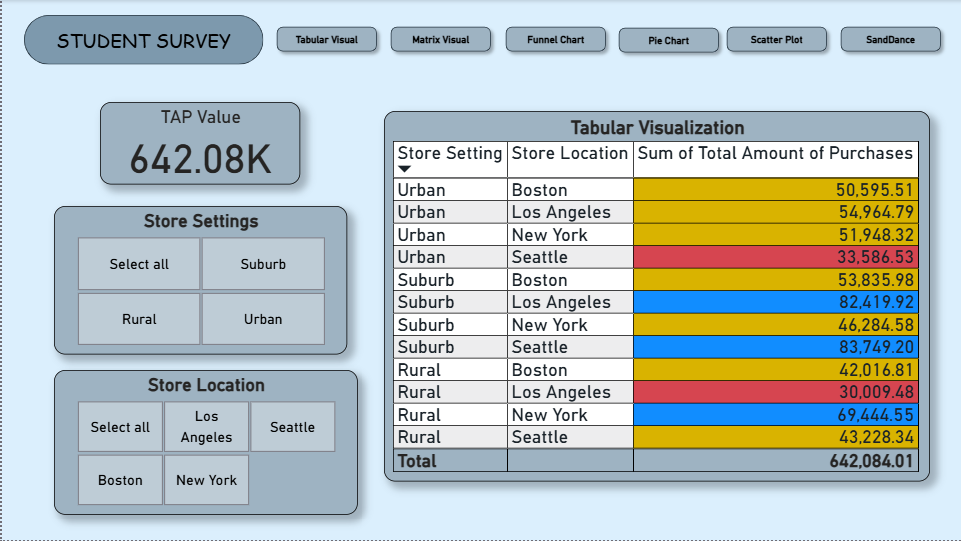 STUDENT SURVEY
Tabular Visual
Matrix Visual
Funnel Chart
Pie Chart
Scatter Plot
SandDance
TAP Value
642.08K
Store Settings
Select all
Suburb
Rural
Urban
Store Location
Select all
Los
Angeles
Seattle
Boston
New York
Tabular Visualization
Store Setting Store Location Sum of Total Amount of Purchases
Urban Boston 50,595.51
Urban Los Angeles 54,964.79
Urban New York 51,948.32
Urban Seattle 33,586.53
Suburb Boston 53,835.98
Suburb Los Angeles 82,419.92
Suburb New York 46,284.58
Suburb Seattle 83,749.20
Rural Boston 42,016.81
Rural Los Angeles 30,009.48
Rural New York 69,444.55
Rural Seattle 43,228.34
Total 642,084.01